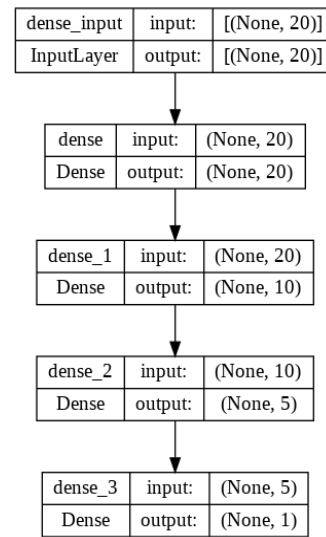 dense_input input: [(None, 20)]
InputLayer output: [(None, 20)]
dense input: (None, 20)
Dense output: (None, 20)
dense_1 input: (None, 20)
Dense output: (None, 10)
dense_2 input: (None, 10)
Dense output: (None, 5)
dense_3 input: (None, 5)
Dense output: (None, 1)